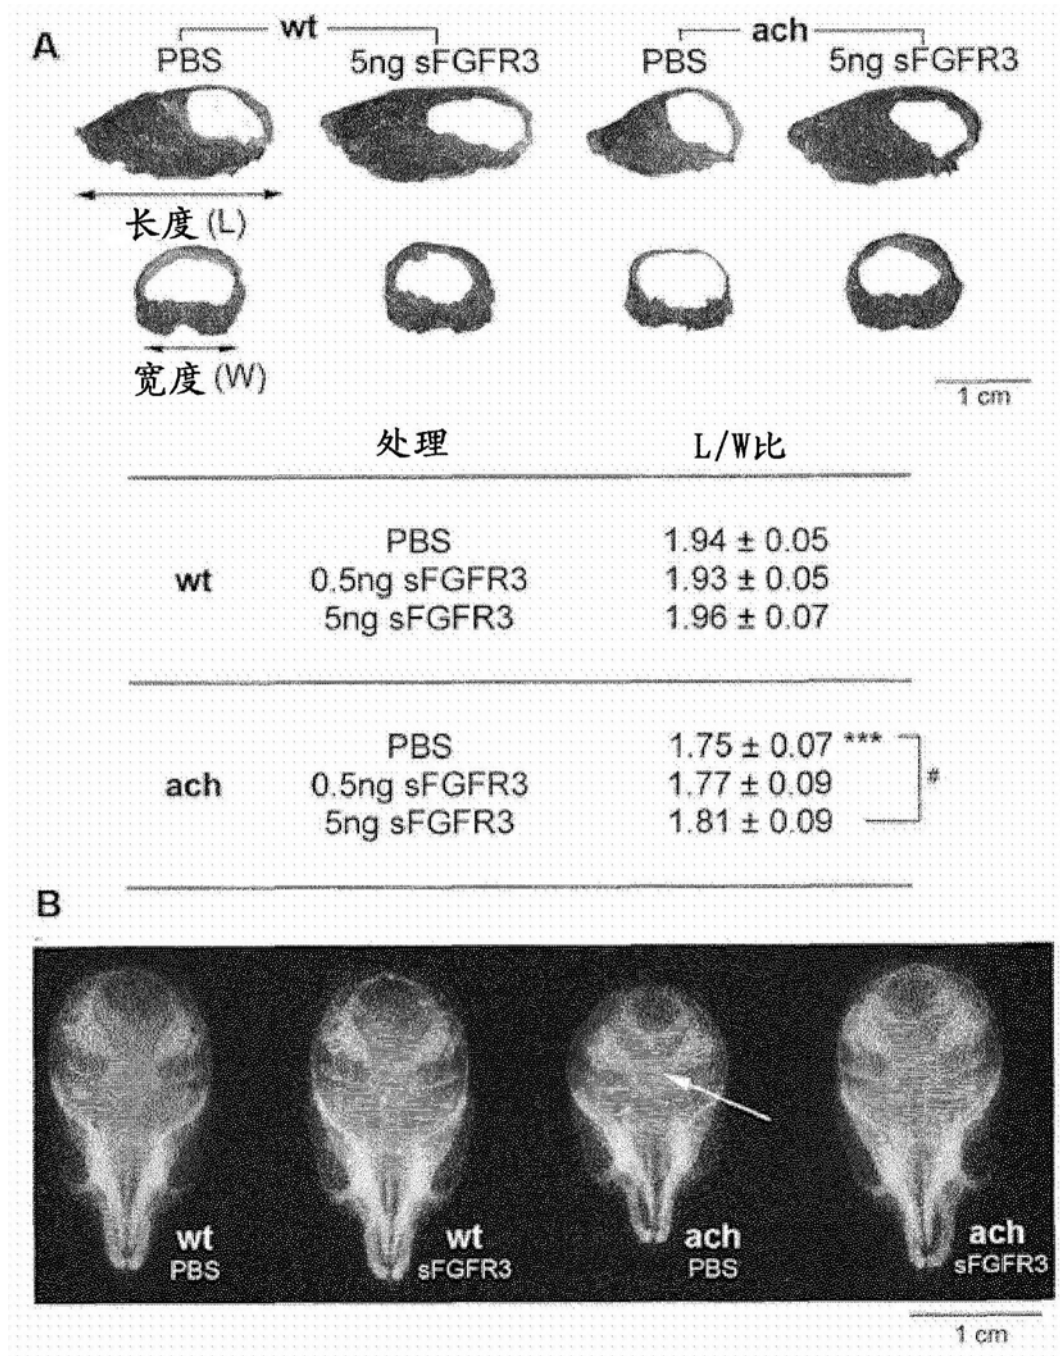 A
wt
ach
PBS
5ng sFGFR3
PBS
5ng sFGFR3
长度 (L)
宽度 (W)
1 cm
处理
L/W比
PBS
1.94 ± 0.05
wt
0.5ng sFGFR3
1.93 ± 0.05
5ng sFGFR3
1.96 ± 0.07
PBS
1.75 ± 0.07 ***
ach
0.5ng sFGFR3
1.77 ± 0.09
#
5ng sFGFR3
1.81 ± 0.09
B
wt
PBS
wt
sFGFR3
ach
PBS
ach
sFGFR3
1 cm